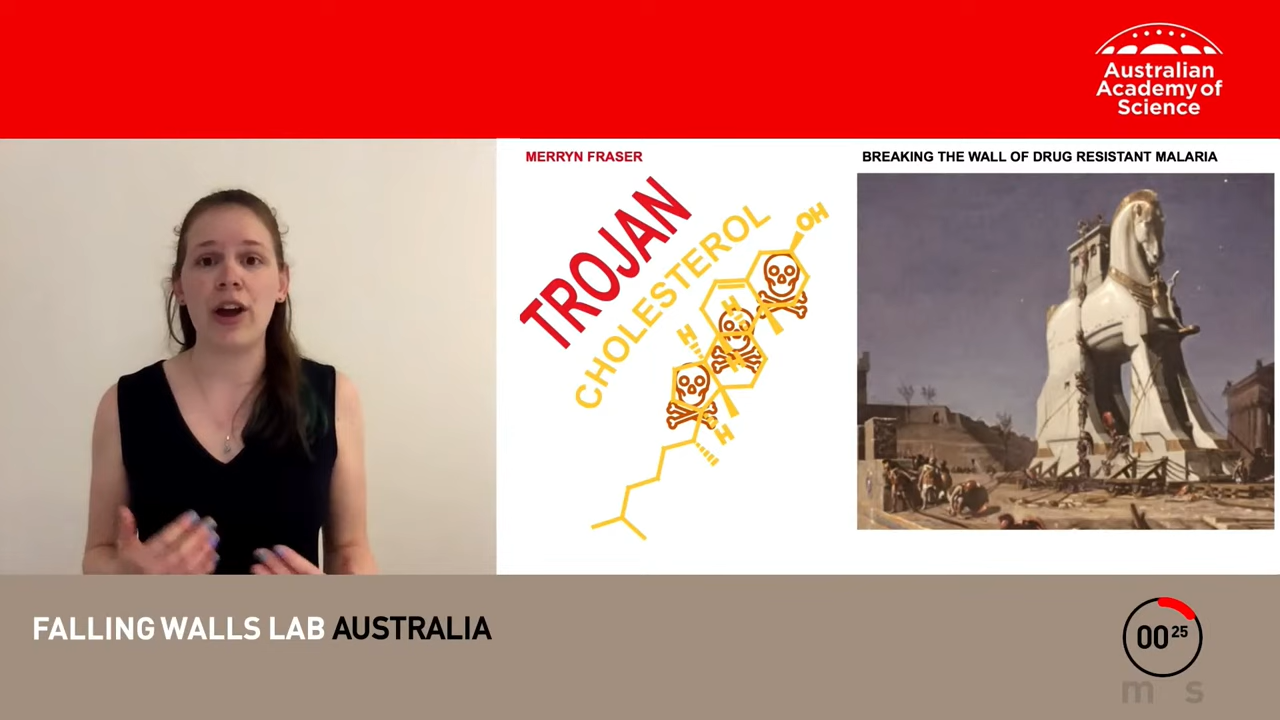 Australian
Academy of
Science
MERRYN FRASER
BREAKING THE WALL OF DRUG RESISTANT MALARIA
TROJAN
CHOLESTEROL
OH
H
H
H
FALLING WALLS LAB AUSTRALIA
00 25
m s